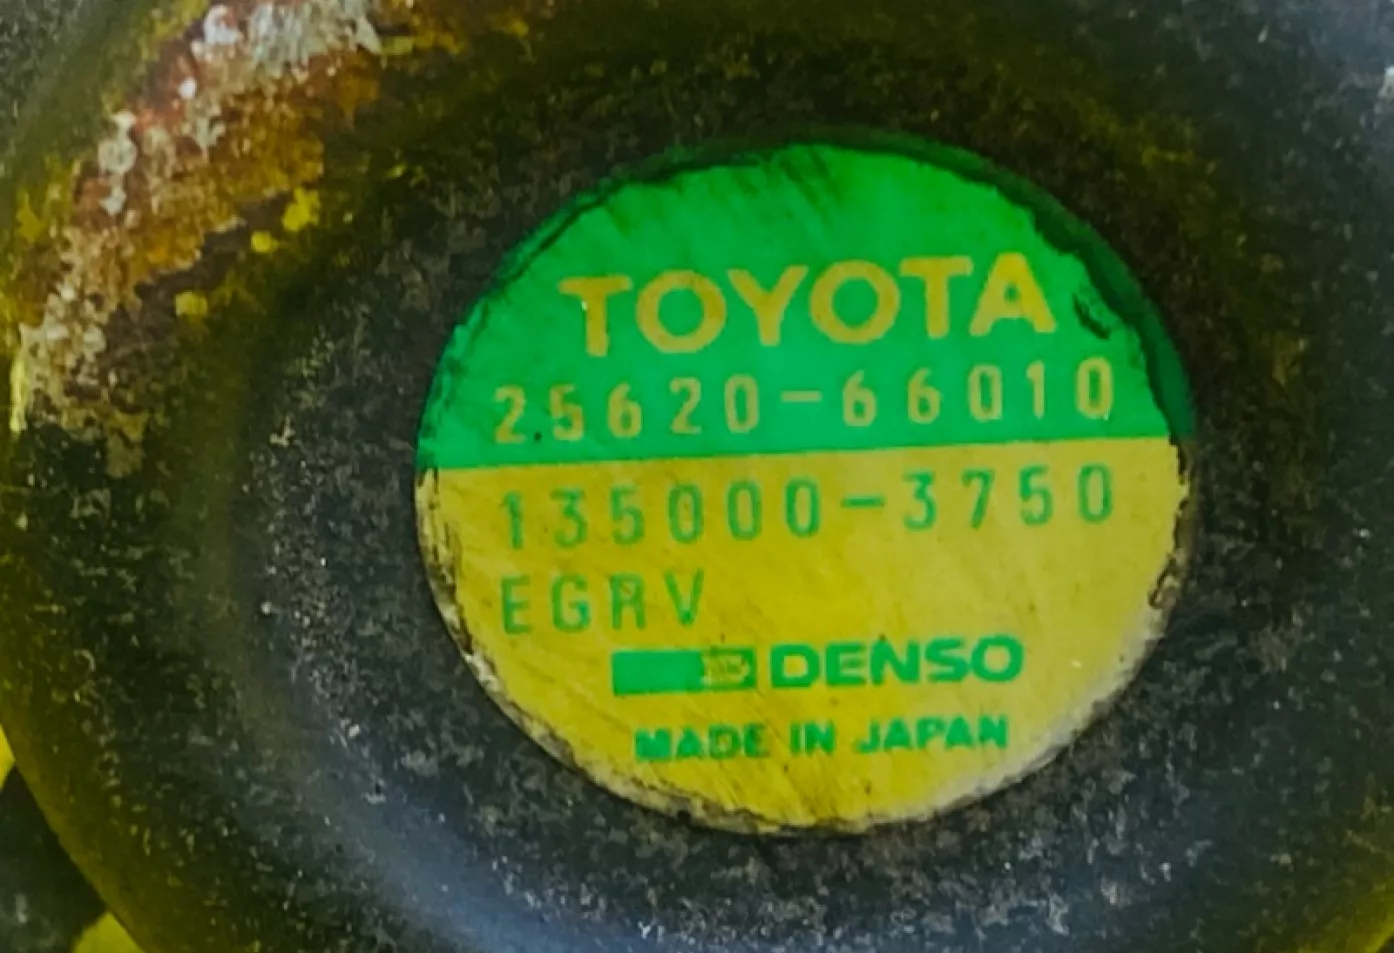 TOYOTA
25620-66010
135000-3750
EGRV
DENSO
MADE IN JAPAN